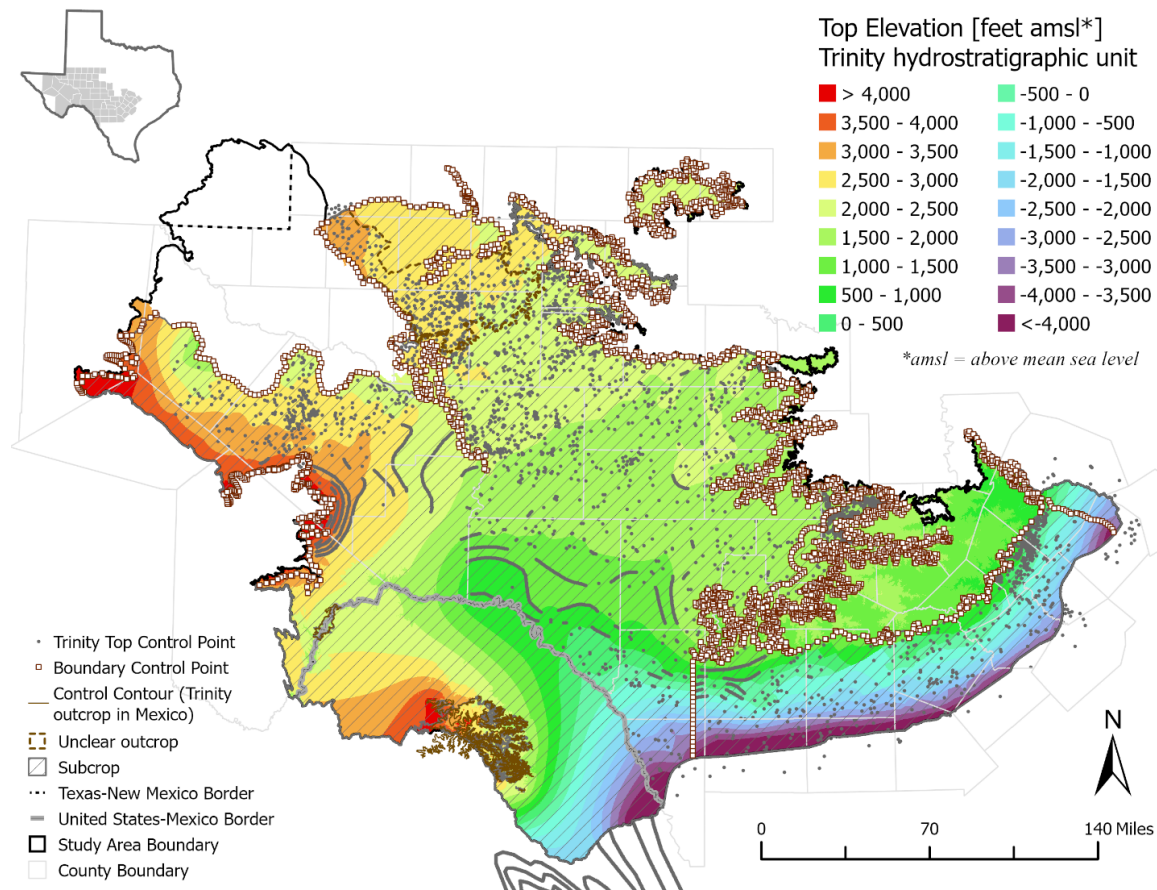 Top Elevation [feet amsl*]
Trinity hydrostratigraphic unit
> 4,000
3,500 - 4,000
3,000 - 3,500
2,500 - 3,000
2,000 - 2,500
1,500 - 2,000
1,000 - 1,500
500 - 1,000
0 - 500
-500 - 0
-1,000 - -500
-1,500 - -1,000
-2,000 - -1,500
-2,500 - -2,000
-3,000 - -2,500
-3,500 - -3,000
-4,000 - -3,500
<-4,000
*amsl = above mean sea level
Trinity Top Control Point
Boundary Control Point
Control Contour (Trinity
outcrop in Mexico)
Unclear outcrop
Subcrop
Texas-New Mexico Border
United States-Mexico Border
Study Area Boundary
County Boundary
N
0 70 140 Miles